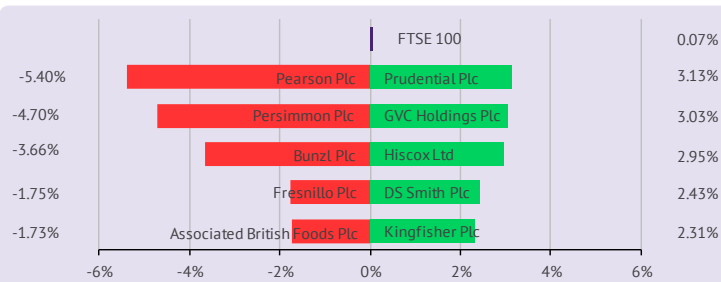 FTSE 100 0.07%
-5.40% Pearson Plc Prudential Plc 3.13%
-4.70% Persimmon Plc GVC Holdings Plc 3.03%
-3.66% Bunzl Plc Hiscox Ltd 2.95%
-1.75% Fresnillo Plc DS Smith Plc 2.43%
-1.73% Associated British Foods Plc Kingfisher Plc 2.31%
-6% -4% -2% 0% 2% 4% 6%